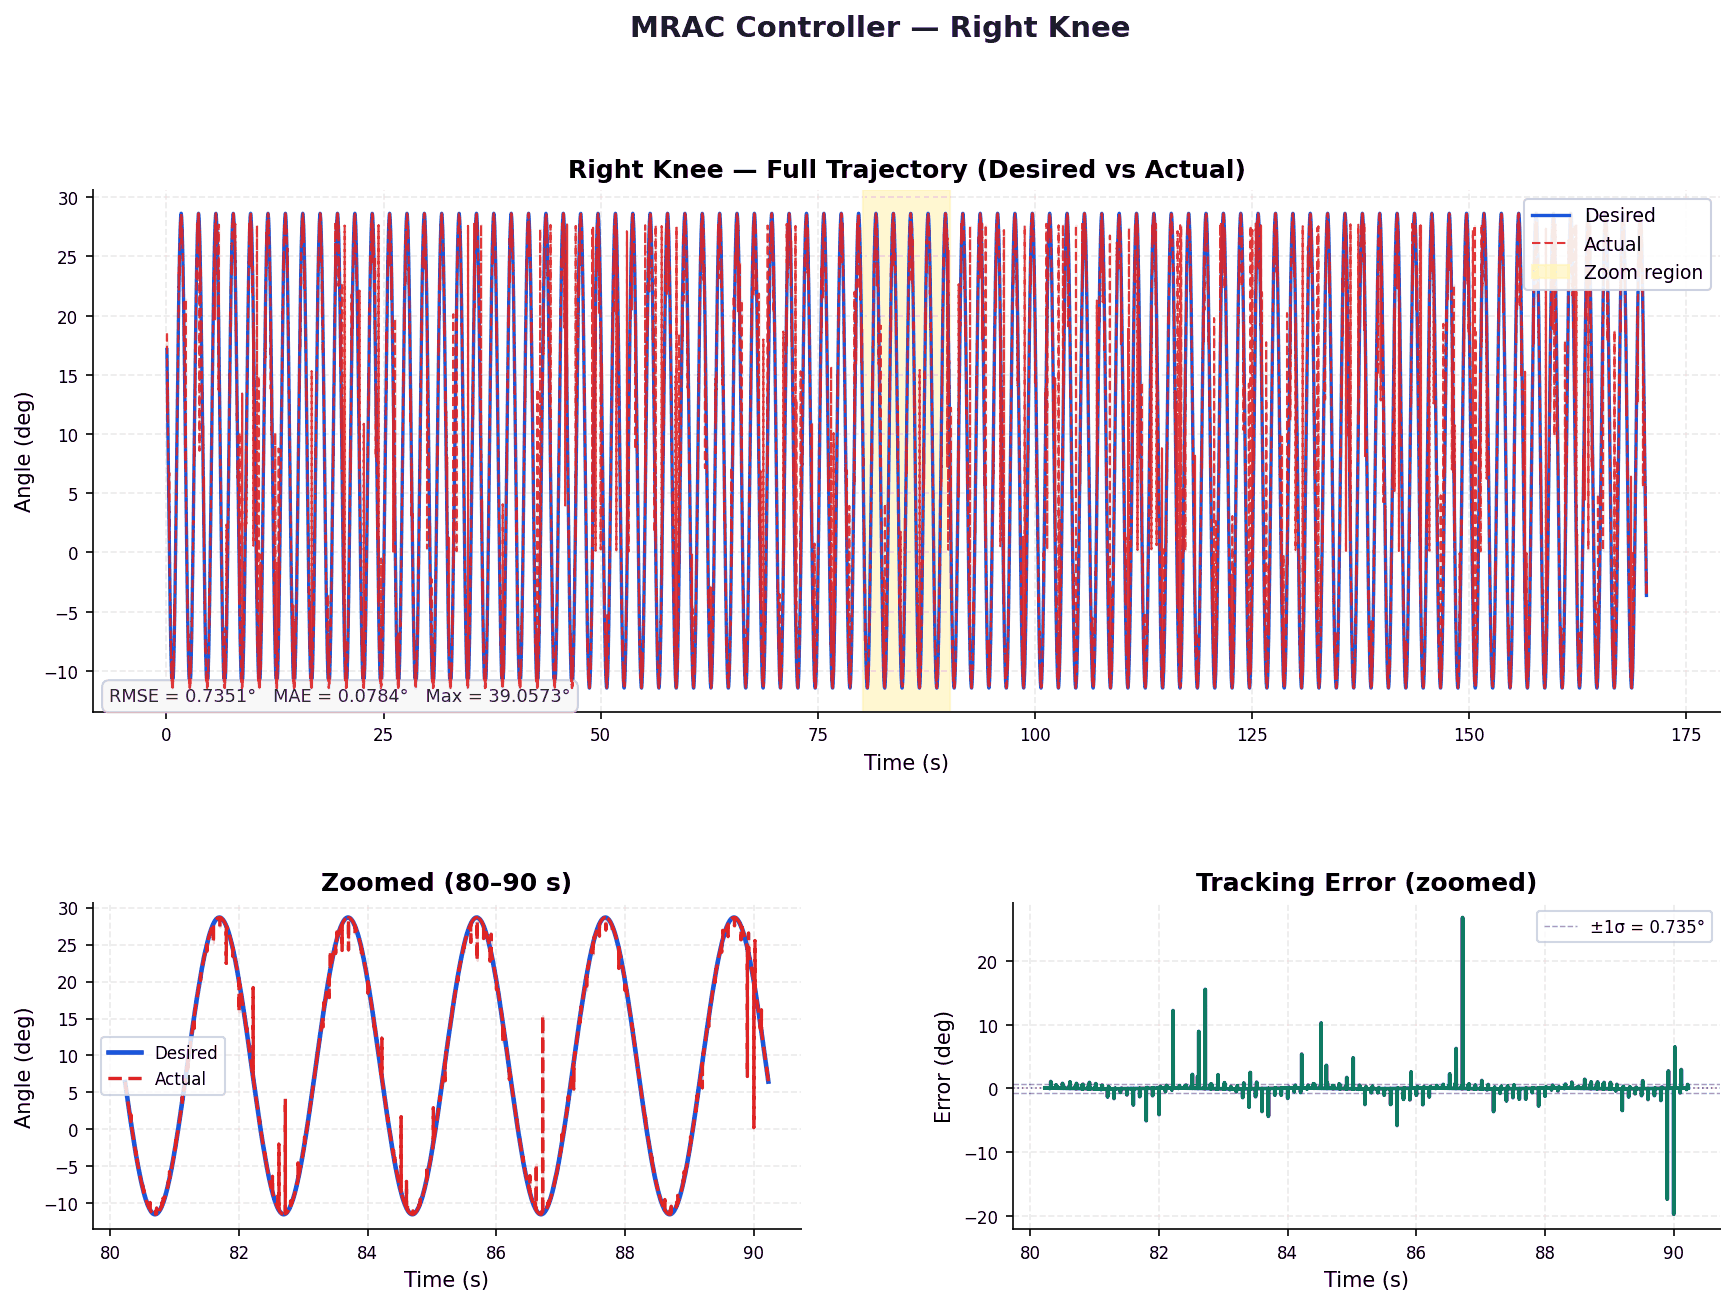 MRAC Controller — Right Knee
Right Knee — Full Trajectory (Desired vs Actual)
Angle (deg)
30
25
20
15
10
5
0
−5
−10
Desired
Actual
Zoom region
RMSE = 0.7351°   MAE = 0.0784°   Max = 39.0573°
0 25 50 75 100 125 150 175
Time (s)
Zoomed (80–90 s)
Angle (deg)
30
25
20
15
10
5
0
−5
−10
Desired
Actual
80 82 84 86 88 90
Time (s)
Tracking Error (zoomed)
Error (deg)
20
10
0
−10
−20
±1σ = 0.735°
80 82 84 86 88 90
Time (s)